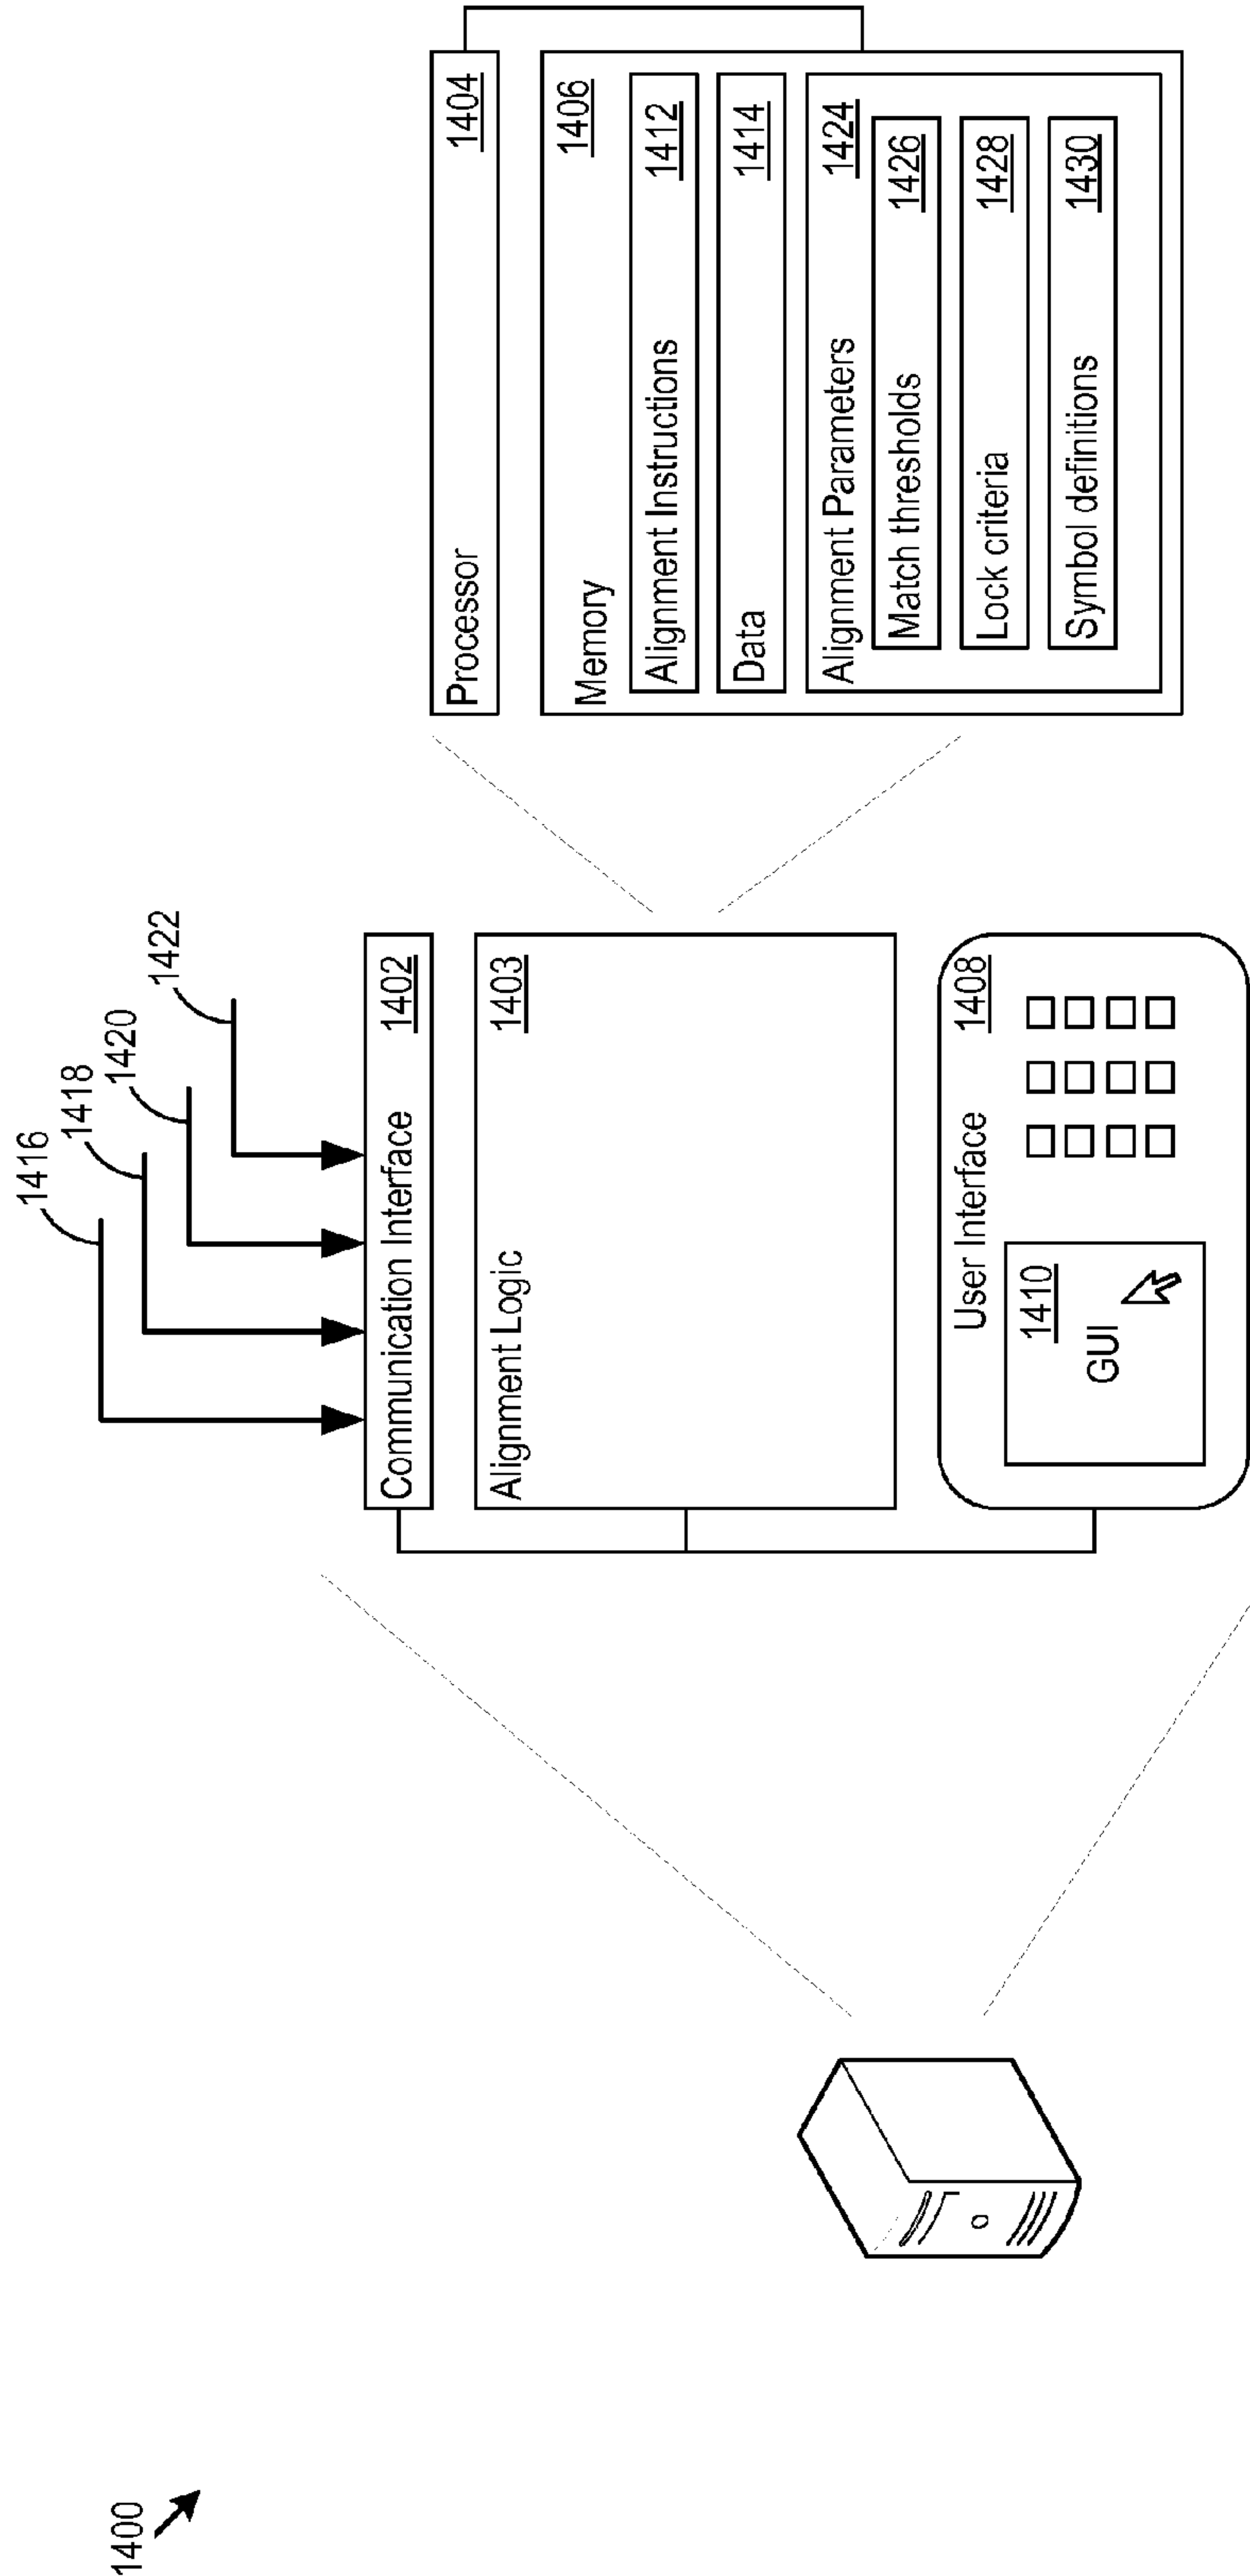 1400
1416
1418
1420
1422
Communication Interface 1402
Alignment Logic 1403
User Interface 1408
1410
GUI
Processor 1404
Memory 1406
Alignment Instructions 1412
Data 1414
Alignment Parameters 1424
Match thresholds 1426
Lock criteria 1428
Symbol definitions 1430